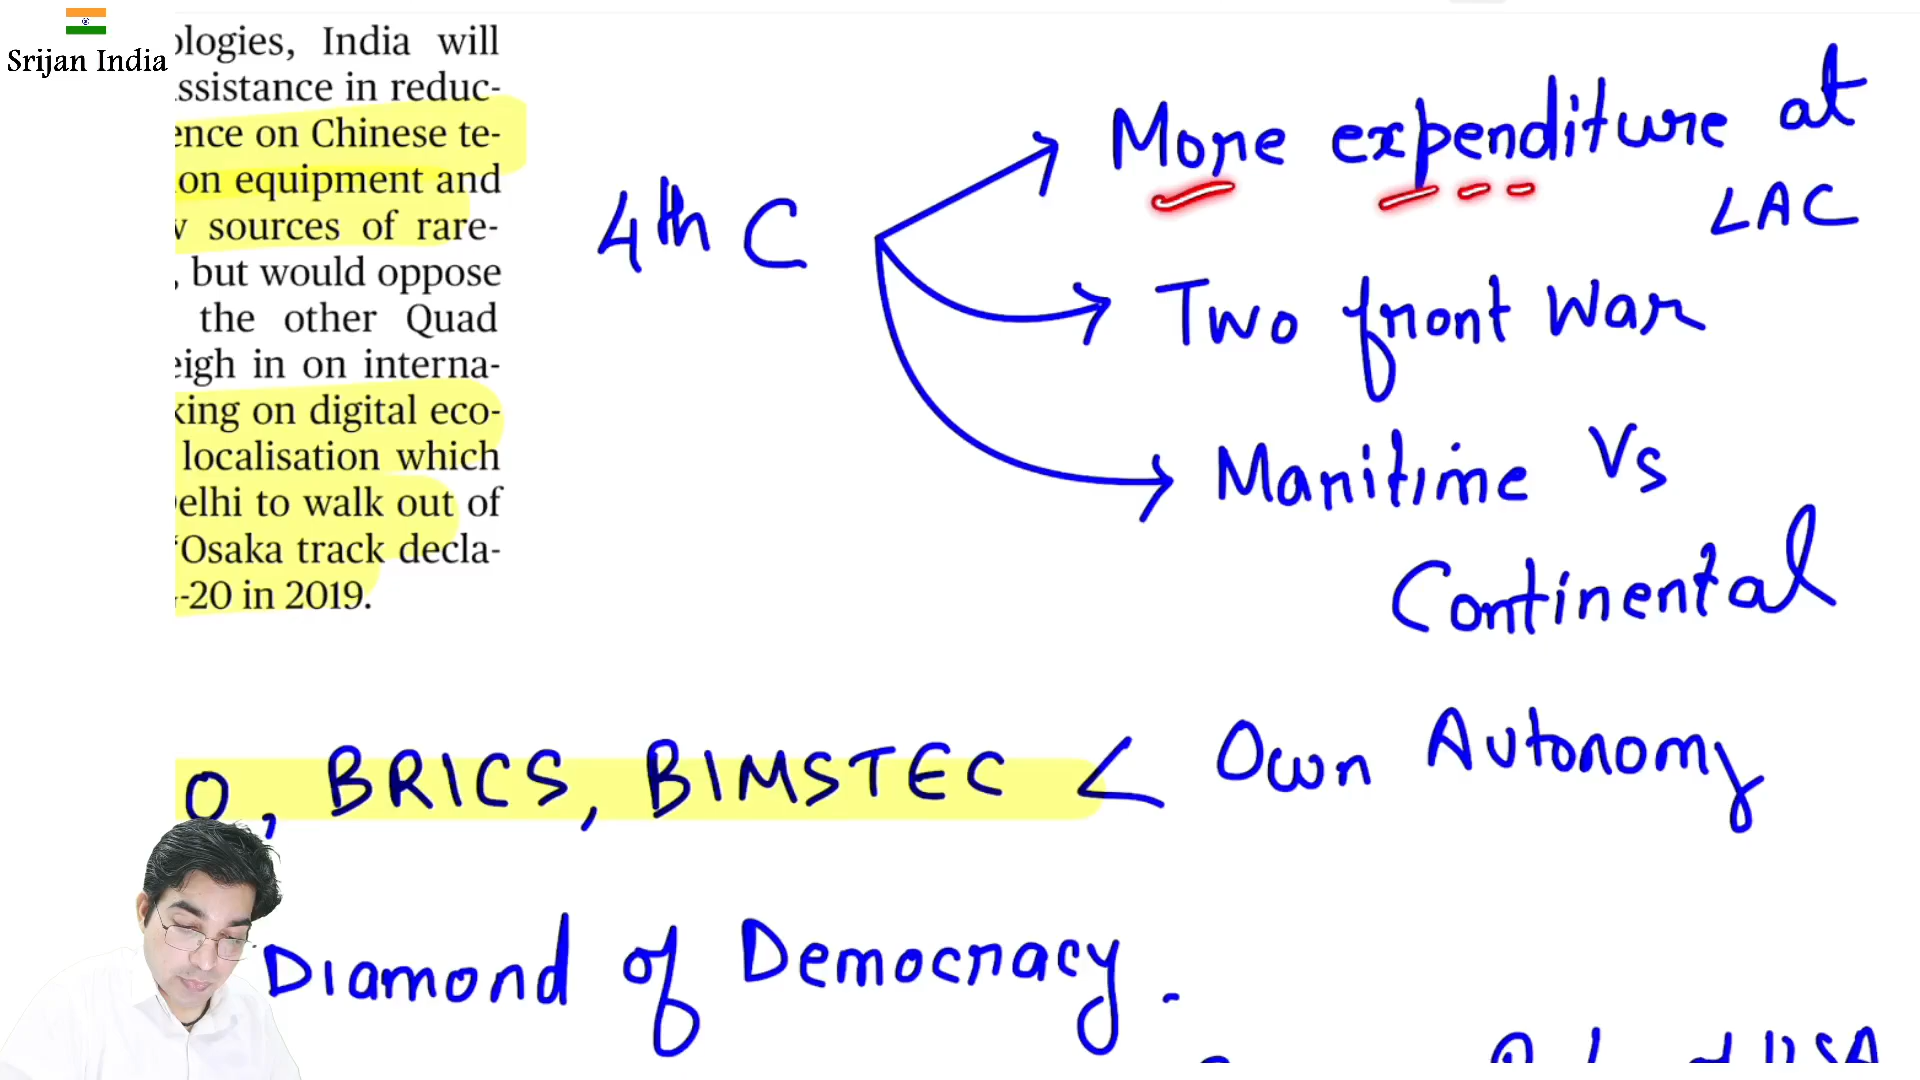 Srijan India
ologies, India will
ssistance in reduc-
ence on Chinese te-
on equipment and
sources of rare-
, but would oppose
the other Quad
eigh in on interna-
king on digital eco-
localisation which
elhi to walk out of
‘Osaka track decla-
-20 in 2019.
4th C
More expenditure at
LAC
Two front War
Maritime Vs
Continental
O, BRICS, BIMSTEC < Own Autonomy
Diamond of Democracy.
USA